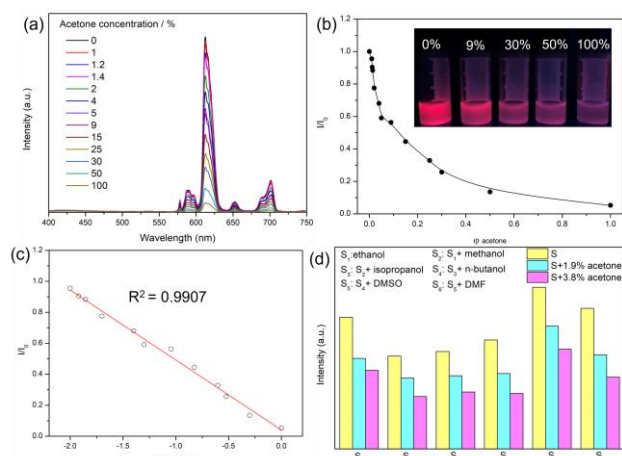 (a)
Acetone concentration / %
0
1
1.2
1.4
2
4
5
9
15
25
30
50
100
Intensity (a.u.)
400 450 500 550 600 650 700 750
Wavelength (nm)
(b)
0% 9% 30% 50% 100%
1.0
0.8
0.6
0.4
0.2
0.0
I/I₀
0.0 0.2 0.4 0.6 0.8 1.0
φ acetone
(c)
R² = 0.9907
1.2
1.0
0.8
0.6
0.4
0.2
0.0
I/I₀
-2.0 -1.5 -1.0 -0.5 0.0
(d)
S₁:ethanol S₂: S₁+ methanol
S₃: S₂+ isopropanol S₄: S₃+ n-butanol
S₅: S₄+ DMSO S₆: S₅+ DMF
S
S+1.9% acetone
S+3.8% acetone
Intensity (a.u.)
S S S S S S